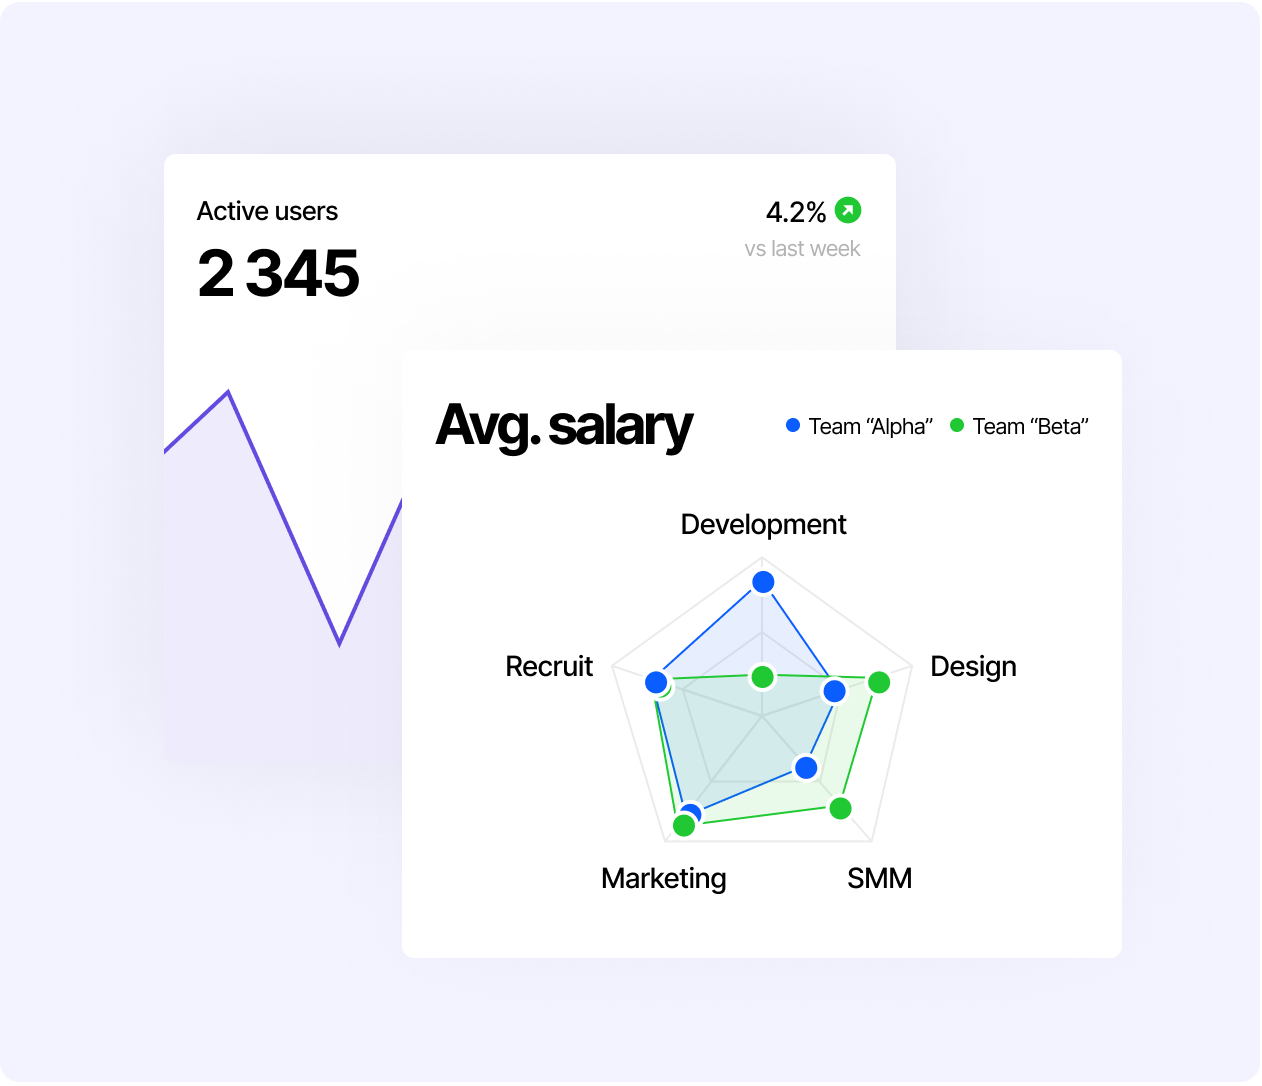 Active users
2 345
4.2%
vs last week
Avg. salary
Team “Alpha”
Team “Beta”
Development
Recruit
Design
Marketing
SMM